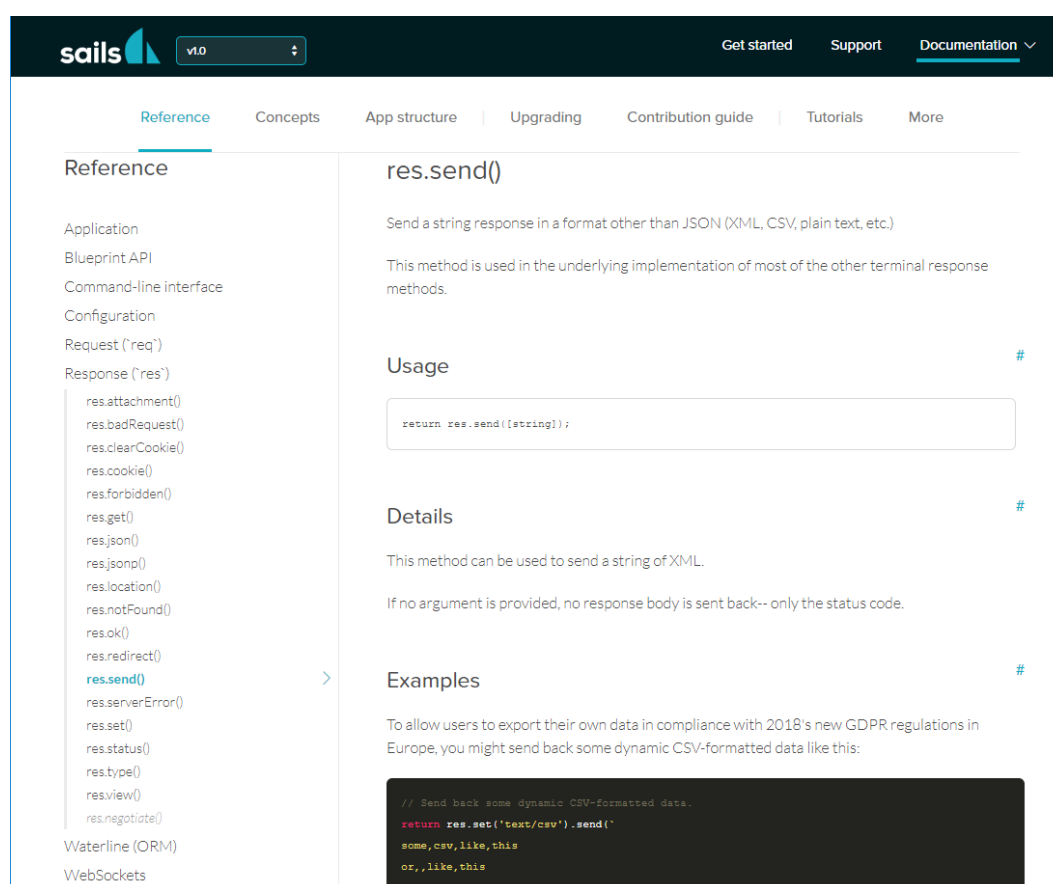 sails
v1.0
Get started
Support
Documentation
Reference
Concepts
App structure
Upgrading
Contribution guide
Tutorials
More
Reference
Application
Blueprint API
Command-line interface
Configuration
Request (`req`)
Response (`res`)
res.attachment()
res.badRequest()
res.clearCookie()
res.cookie()
res.forbidden()
res.get()
res.json()
res.jsonp()
res.location()
res.notFound()
res.ok()
res.redirect()
res.send()
res.serverError()
res.set()
res.status()
res.type()
res.view()
res.negotiate()
Waterline (ORM)
WebSockets
res.send()
Send a string response in a format other than JSON (XML, CSV, plain text, etc.)
This method is used in the underlying implementation of most of the other terminal response
methods.
Usage
#
return res.send([string]);
Details
#
This method can be used to send a string of XML.
If no argument is provided, no response body is sent back-- only the status code.
Examples
#
To allow users to export their own data in compliance with 2018's new GDPR regulations in
Europe, you might send back some dynamic CSV-formatted data like this:
// Send back some dynamic CSV-formatted data.
return res.set('text/csv').send(`
some,csv,like,this
or,,like,this